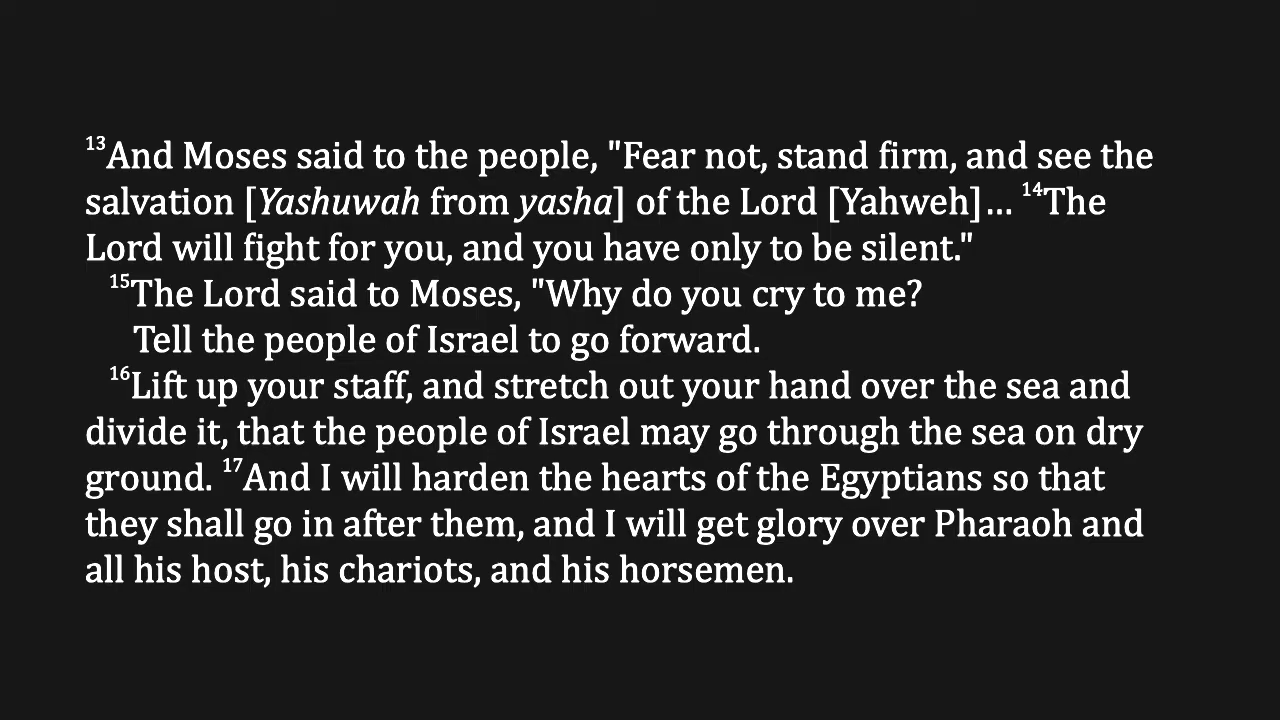 13And Moses said to the people, "Fear not, stand firm, and see the
salvation [Yashuwah from yasha] of the Lord [Yahweh]... 14The
Lord will fight for you, and you have only to be silent."
15The Lord said to Moses, "Why do you cry to me?
Tell the people of Israel to go forward.
16Lift up your staff, and stretch out your hand over the sea and
divide it, that the people of Israel may go through the sea on dry
ground. 17And I will harden the hearts of the Egyptians so that
they shall go in after them, and I will get glory over Pharaoh and
all his host, his chariots, and his horsemen.